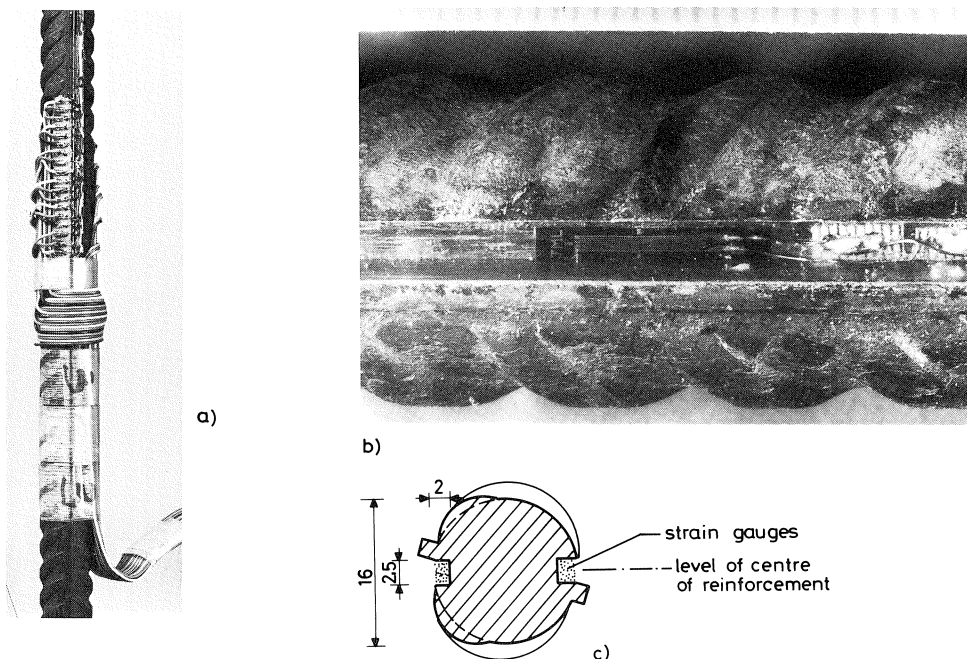 a)
b)
2
16
2.5
strain gauges
level of centre
of reinforcement
c)